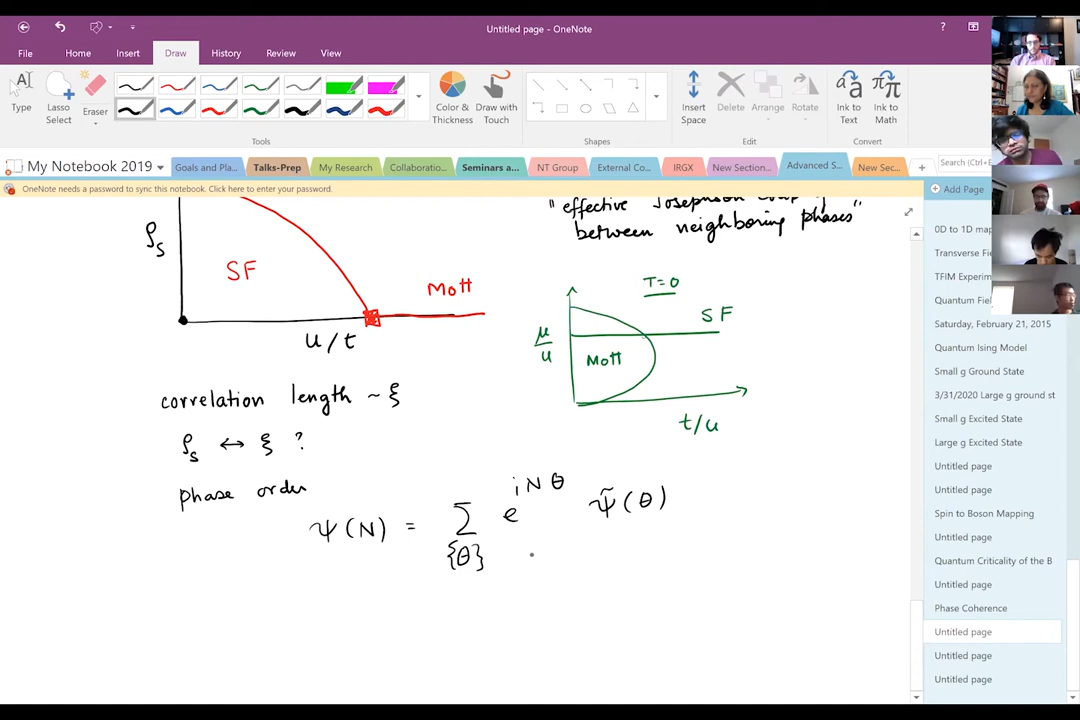 Untitled page - OneNote
?
File Home Insert Draw History Review View
Type
Lasso Select
Eraser
Color & Thickness
Draw with Touch
Insert Space
Delete
Arrange
Rotate
Ink to Text
Ink to Math
Tools
Shapes
Edit
Convert
My Notebook 2019
Goals and Pla...
Talks-Prep
My Research
Collaboratio...
Seminars a...
NT Group
External Co...
IRGX
New Section...
Advanced S...
New Sec...
Search (Ctrl+E
OneNote needs a password to sync this notebook. Click here to enter your password.
Add Page
0D to 1D map
Transverse Fi
TFIM Experim
Quantum Fiel
Saturday, February 21, 2015
Quantum Ising Model
Small g Ground State
3/31/2020 Large g ground st
Small g Excited State
Large g Excited State
Untitled page
Untitled page
Spin to Boson Mapping
Untitled page
Quantum Criticality of the B
Untitled page
Phase Coherence
Untitled page
Untitled page
Untitled page
"effective Josephson
between neighboring phases"
ρs
SF
Mott
u/t
T=0
SF
μ/u
Mott
t/u
correlation length ~ ξ
ρs ↔ ξ ?
phase order
ψ(N) = Σ{θ} e^{iNθ} ψ̃(θ)